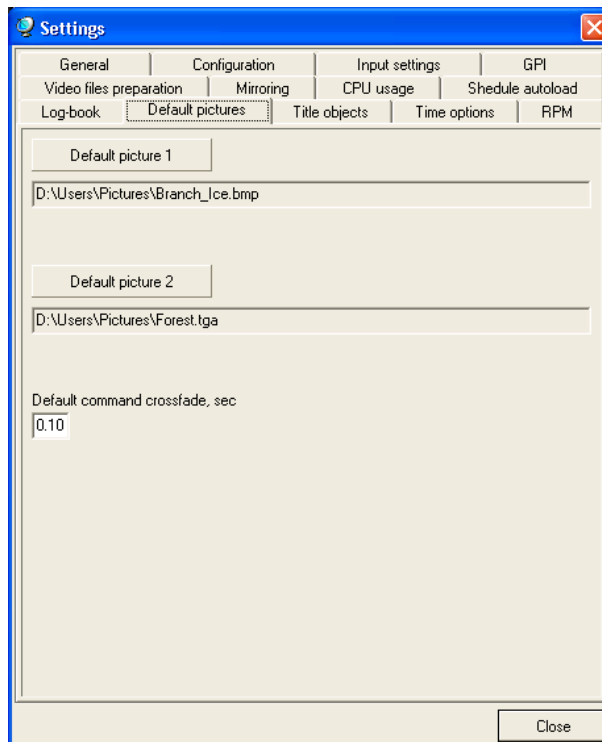 Settings
General Configuration Input settings GPI
Video files preparation Mirroring CPU usage Shedule autoload
Log-book Default pictures Title objects Time options RPM
Default picture 1
D:\Users\Pictures\Branch_Ice.bmp
Default picture 2
D:\Users\Pictures\Forest.tga
Default command crossfade, sec
0.10
Close